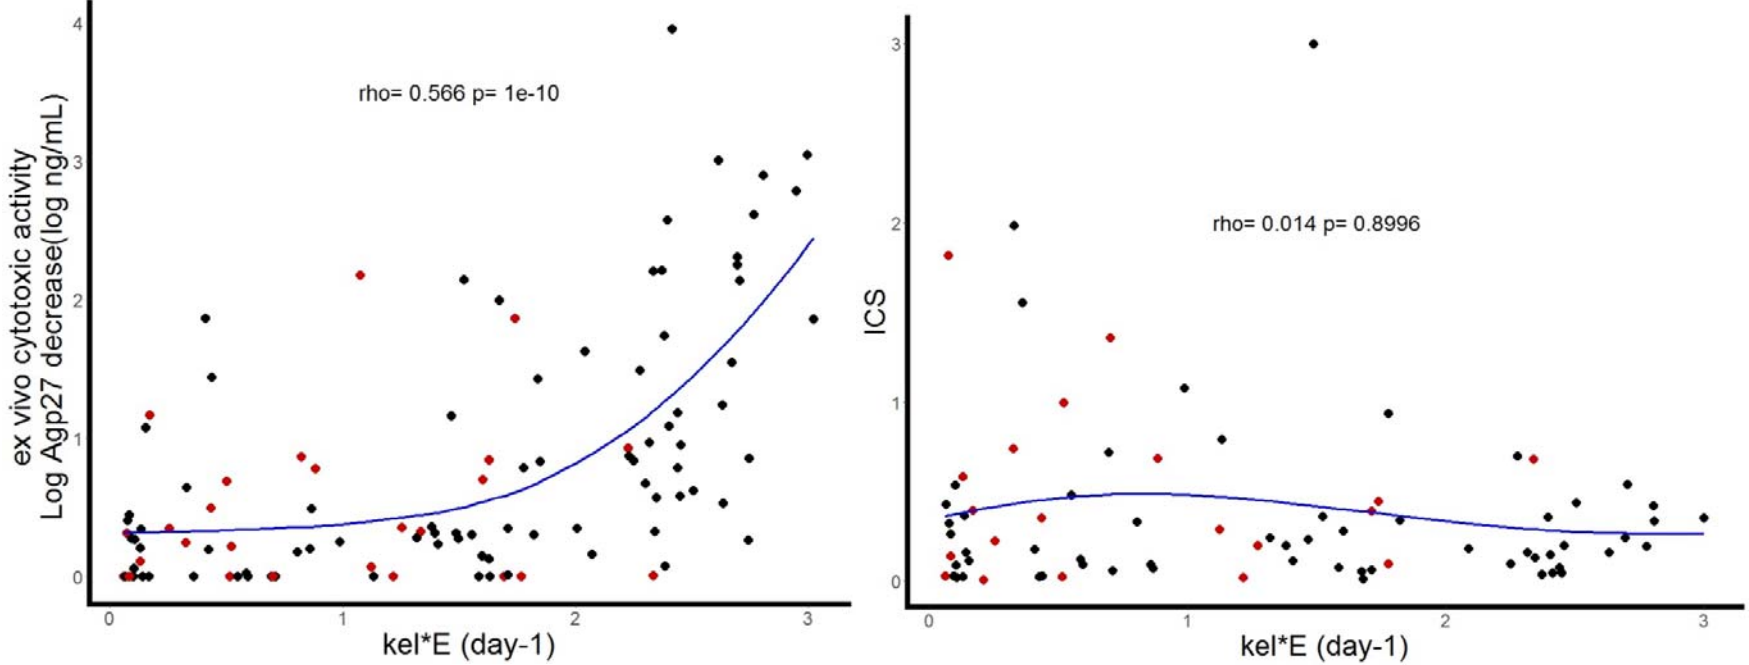 ex vivo cytotoxic activity
Log Agp27 decrease(log ng/mL)
4
3
2
1
0
rho= 0.566 p= 1e-10
0 1 2 3
kel*E (day-1)
ICS
3
2
1
0
rho= 0.014 p= 0.8996
0 1 2 3
kel*E (day-1)